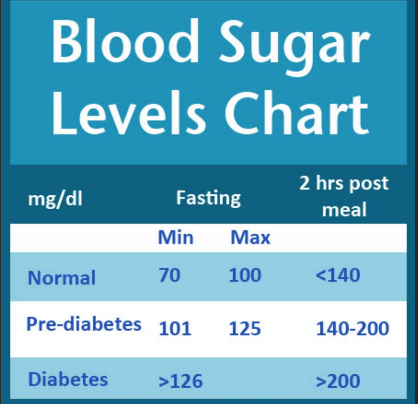 Blood Sugar
Levels Chart
mg/dl Fasting 2 hrs post
meal
Min Max
Normal 70 100 <140
Pre-diabetes 101 125 140-200
Diabetes >126 >200